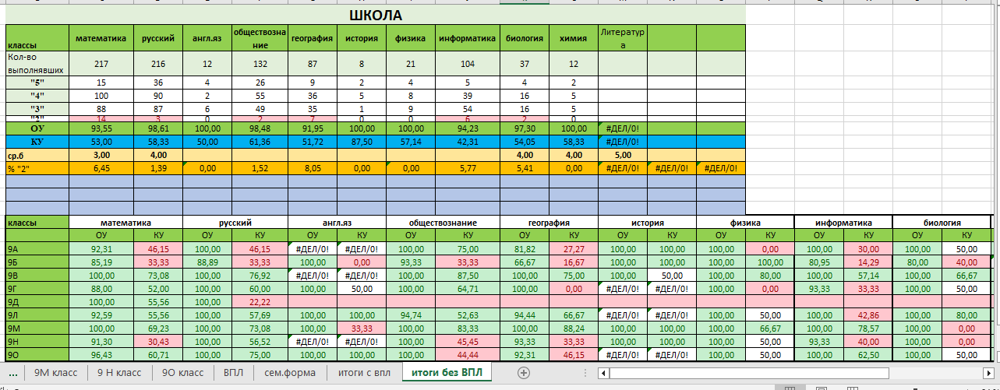 ШКОЛА
классы математика русский англ.яз обществозна ние география история физика информатика биология химия Литератур а
Кол-во выполнявших 217 216 12 132 87 8 21 104 37 12
"5" 15 36 4 26 9 2 4 5 4 2
"4" 100 90 2 55 36 5 8 39 16 5
"3" 88 87 6 49 35 1 9 54 16 5
"2" 14 3 0 2 7 0 0 6 2 0
ОУ 93,55 98,61 100,00 98,48 91,95 100,00 100,00 94,23 97,30 100,00 #ДЕЛ/0!
КУ 53,00 58,33 50,00 61,36 51,72 87,50 57,14 42,31 54,05 58,33 #ДЕЛ/0!
ср.б 3,00 4,00 4,00 4,00 5,00
% "2" 6,45 1,39 0,00 1,52 8,05 0,00 0,00 5,77 5,41 0,00 #ДЕЛ/0! #ДЕЛ/0! #ДЕЛ/0!
классы математика русский англ.яз обществознание география история физика информатика биология
ОУ КУ ОУ КУ ОУ КУ ОУ КУ ОУ КУ ОУ КУ ОУ КУ ОУ КУ ОУ КУ
9А 92,31 46,15 100,00 46,15 #ДЕЛ/0! #ДЕЛ/0! 100,00 75,00 81,82 27,27 100,00 100,00 100,00 0,00 100,00 30,00 100,00 50,00
9Б 85,19 33,33 88,89 33,33 100,00 0,00 93,33 33,33 66,67 16,67 100,00 100,00 100,00 100,00 80,95 14,29 80,00 40,00
9В 100,00 73,08 100,00 76,92 #ДЕЛ/0! #ДЕЛ/0! 100,00 87,50 100,00 75,00 100,00 50,00 100,00 80,00 100,00 57,14 100,00 66,67
9Г 88,00 52,00 100,00 60,00 100,00 50,00 100,00 64,71 100,00 0,00 #ДЕЛ/0! #ДЕЛ/0! 100,00 0,00 93,33 33,33 100,00 50,00
9Д 100,00 55,56 100,00 22,22
9Л 92,59 55,56 100,00 57,69 100,00 100,00 94,74 52,63 94,44 66,67 #ДЕЛ/0! #ДЕЛ/0! 100,00 50,00 100,00 42,86 100,00 80,00
9М 100,00 69,23 100,00 73,08 100,00 33,33 100,00 83,33 100,00 88,24 100,00 100,00 100,00 66,67 100,00 78,57 100,00 0,00
9Н 91,30 30,43 100,00 56,52 #ДЕЛ/0! #ДЕЛ/0! 100,00 45,45 93,33 33,33 100,00 100,00 100,00 50,00 93,33 40,00 100,00 0,00
9О 96,43 60,71 100,00 75,00 100,00 100,00 100,00 44,44 92,31 46,15 #ДЕЛ/0! #ДЕЛ/0! 100,00 50,00 100,00 62,50 100,00 50,00
... 9М класс 9 Н класс 9О класс ВПЛ сем.форма итоги с впл итоги без ВПЛ